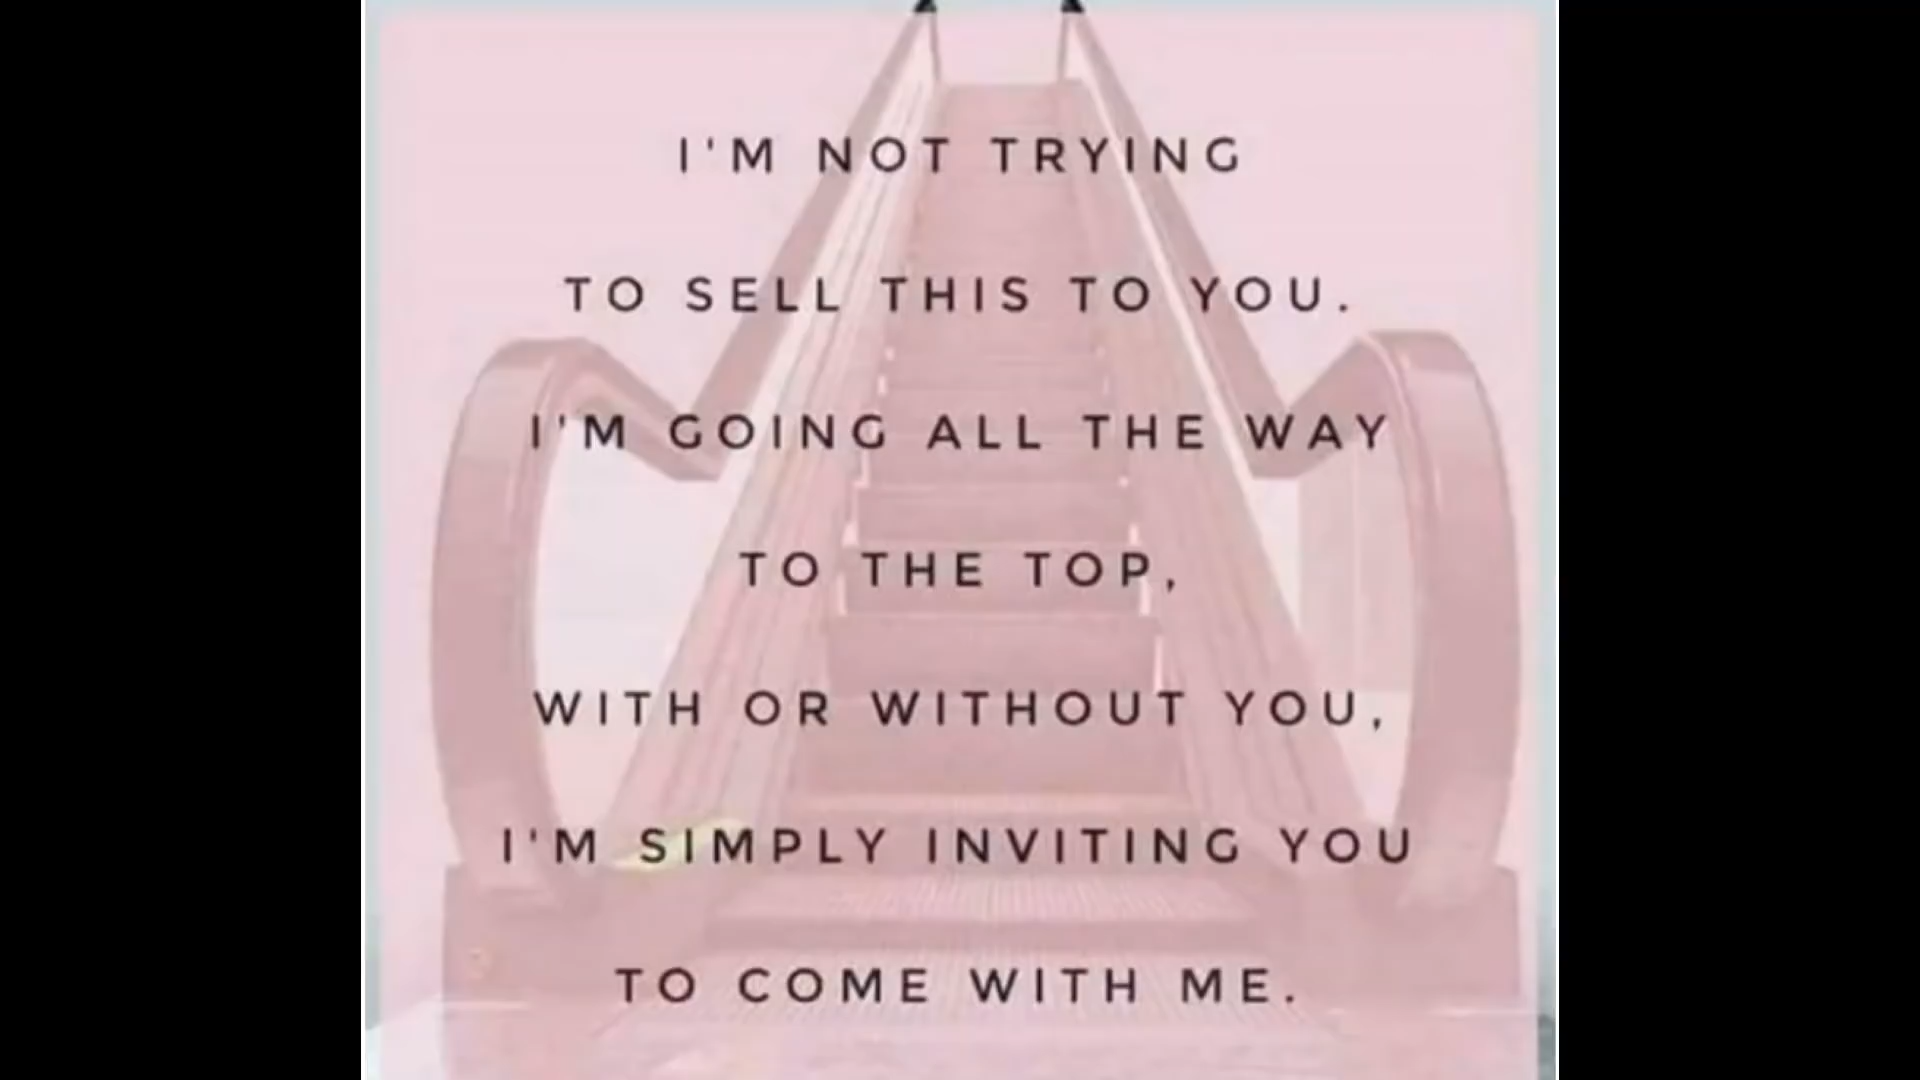 I'M NOT TRYING
TO SELL THIS TO YOU.
I'M GOING ALL THE WAY
TO THE TOP,
WITH OR WITHOUT YOU,
I'M SIMPLY INVITING YOU
TO COME WITH ME.